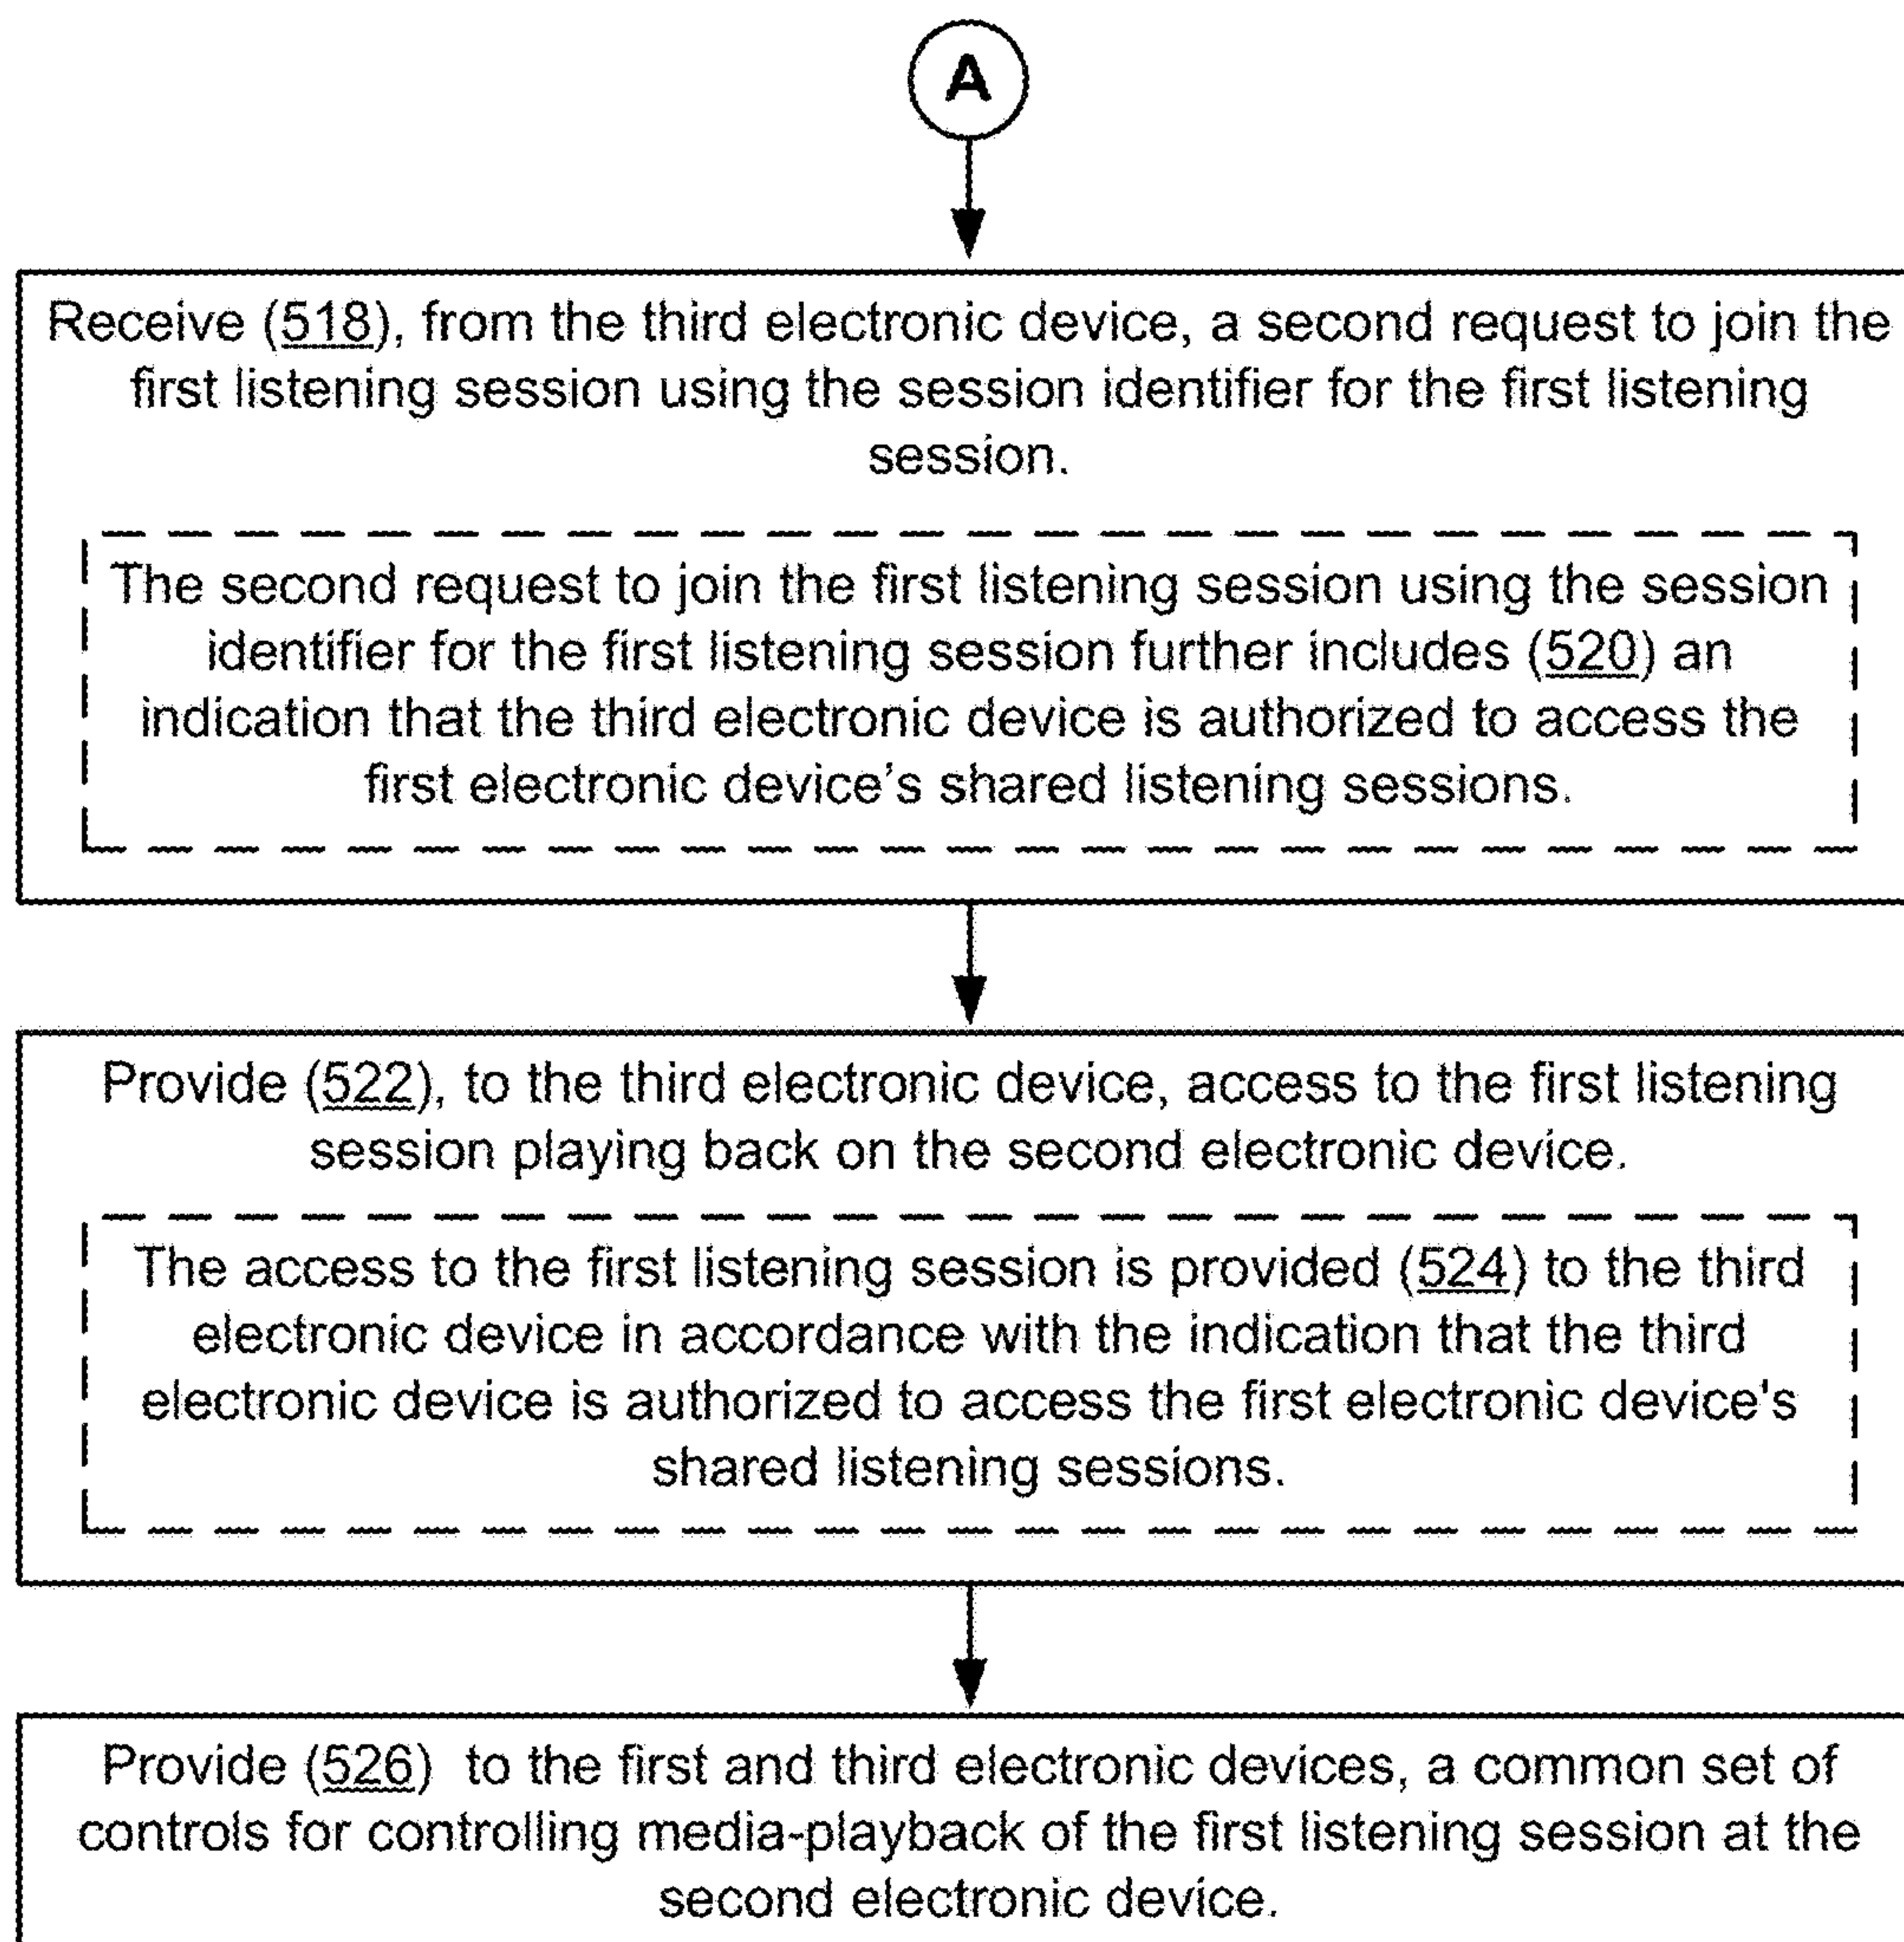 A
Receive (518), from the third electronic device, a second request to join the
first listening session using the session identifier for the first listening
session.
The second request to join the first listening session using the session
identifier for the first listening session further includes (520) an
indication that the third electronic device is authorized to access the
first electronic device’s shared listening sessions.
Provide (522), to the third electronic device, access to the first listening
session playing back on the second electronic device.
The access to the first listening session is provided (524) to the third
electronic device in accordance with the indication that the third
electronic device is authorized to access the first electronic device's
shared listening sessions.
Provide (526)  to the first and third electronic devices, a common set of
controls for controlling media-playback of the first listening session at the
second electronic device.